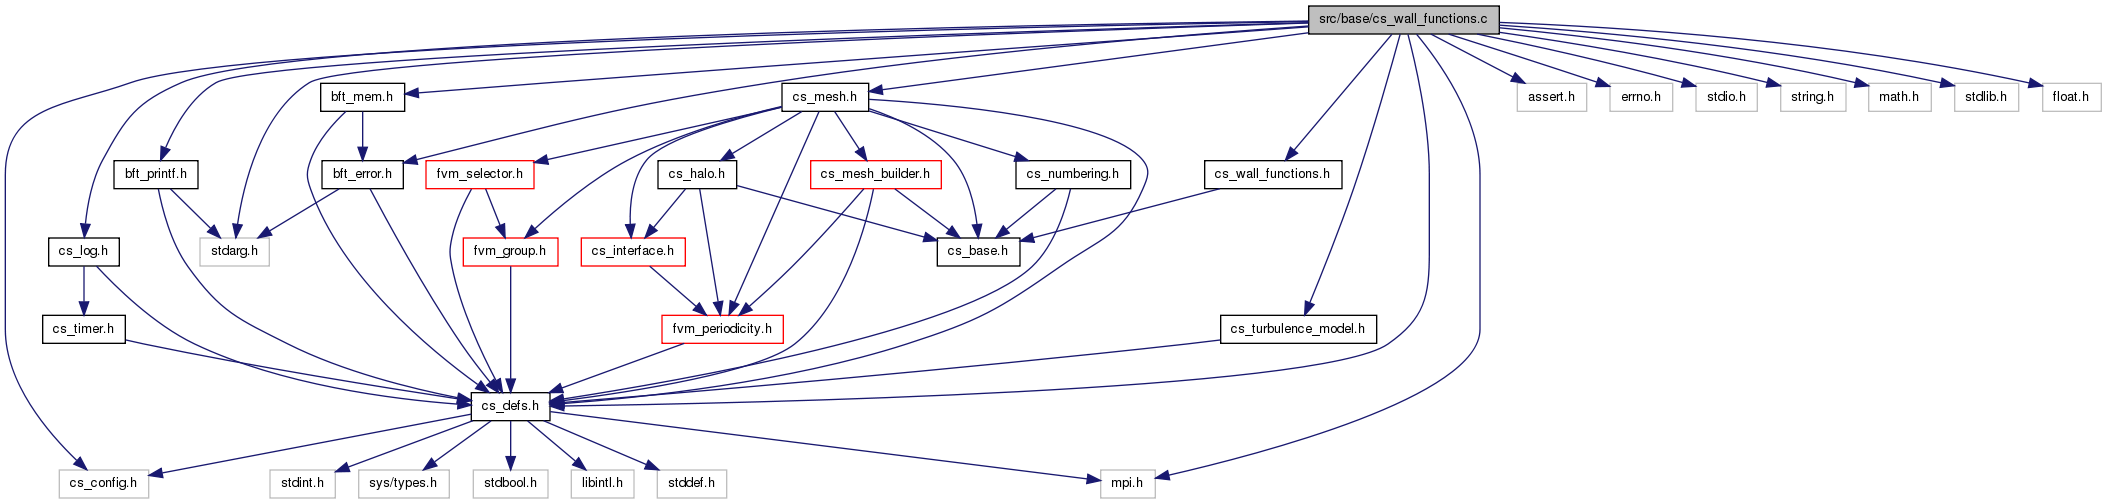 src/base/cs_wall_functions.c
bft_mem.h
cs_mesh.h
assert.h
errno.h
stdio.h
string.h
math.h
stdlib.h
float.h
bft_printf.h
bft_error.h
fvm_selector.h
cs_halo.h
cs_mesh_builder.h
cs_numbering.h
cs_wall_functions.h
cs_log.h
stdarg.h
fvm_group.h
cs_interface.h
cs_base.h
cs_timer.h
fvm_periodicity.h
cs_turbulence_model.h
cs_defs.h
cs_config.h
stdint.h
sys/types.h
stdbool.h
libintl.h
stddef.h
mpi.h